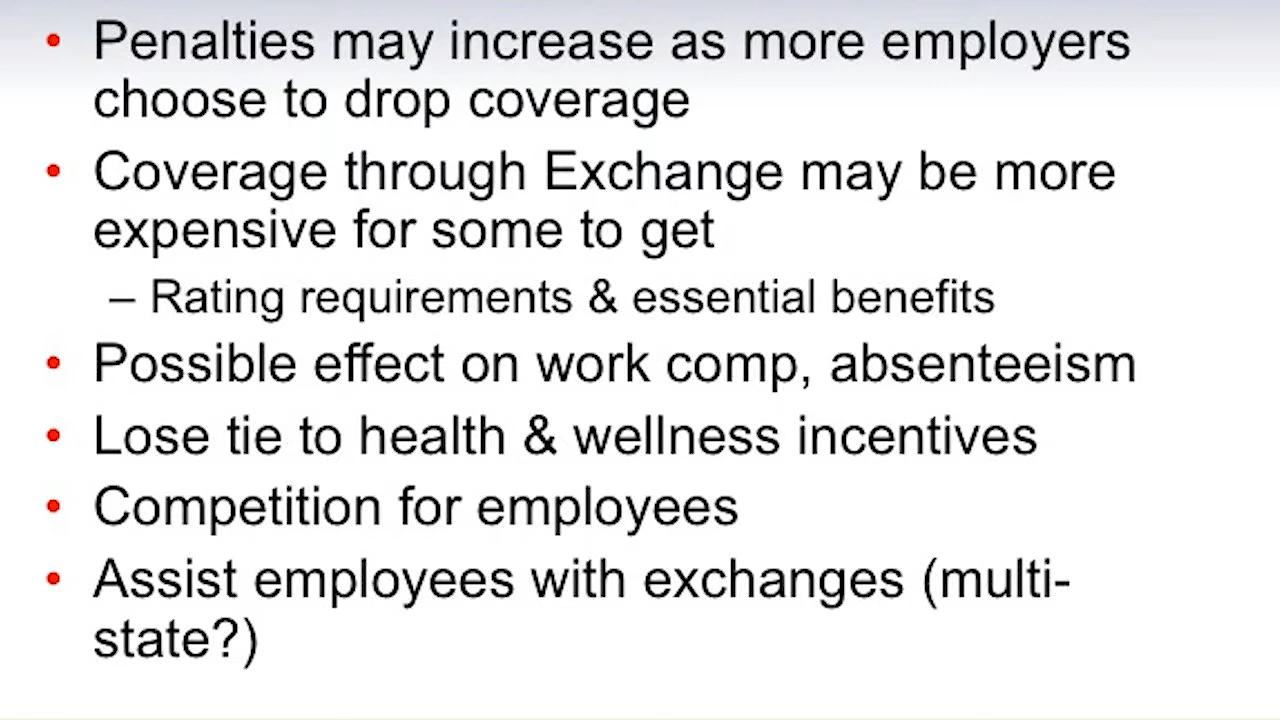 • Penalties may increase as more employers
choose to drop coverage
• Coverage through Exchange may be more
expensive for some to get
– Rating requirements & essential benefits
• Possible effect on work comp, absenteeism
• Lose tie to health & wellness incentives
• Competition for employees
• Assist employees with exchanges (multi-
state?)